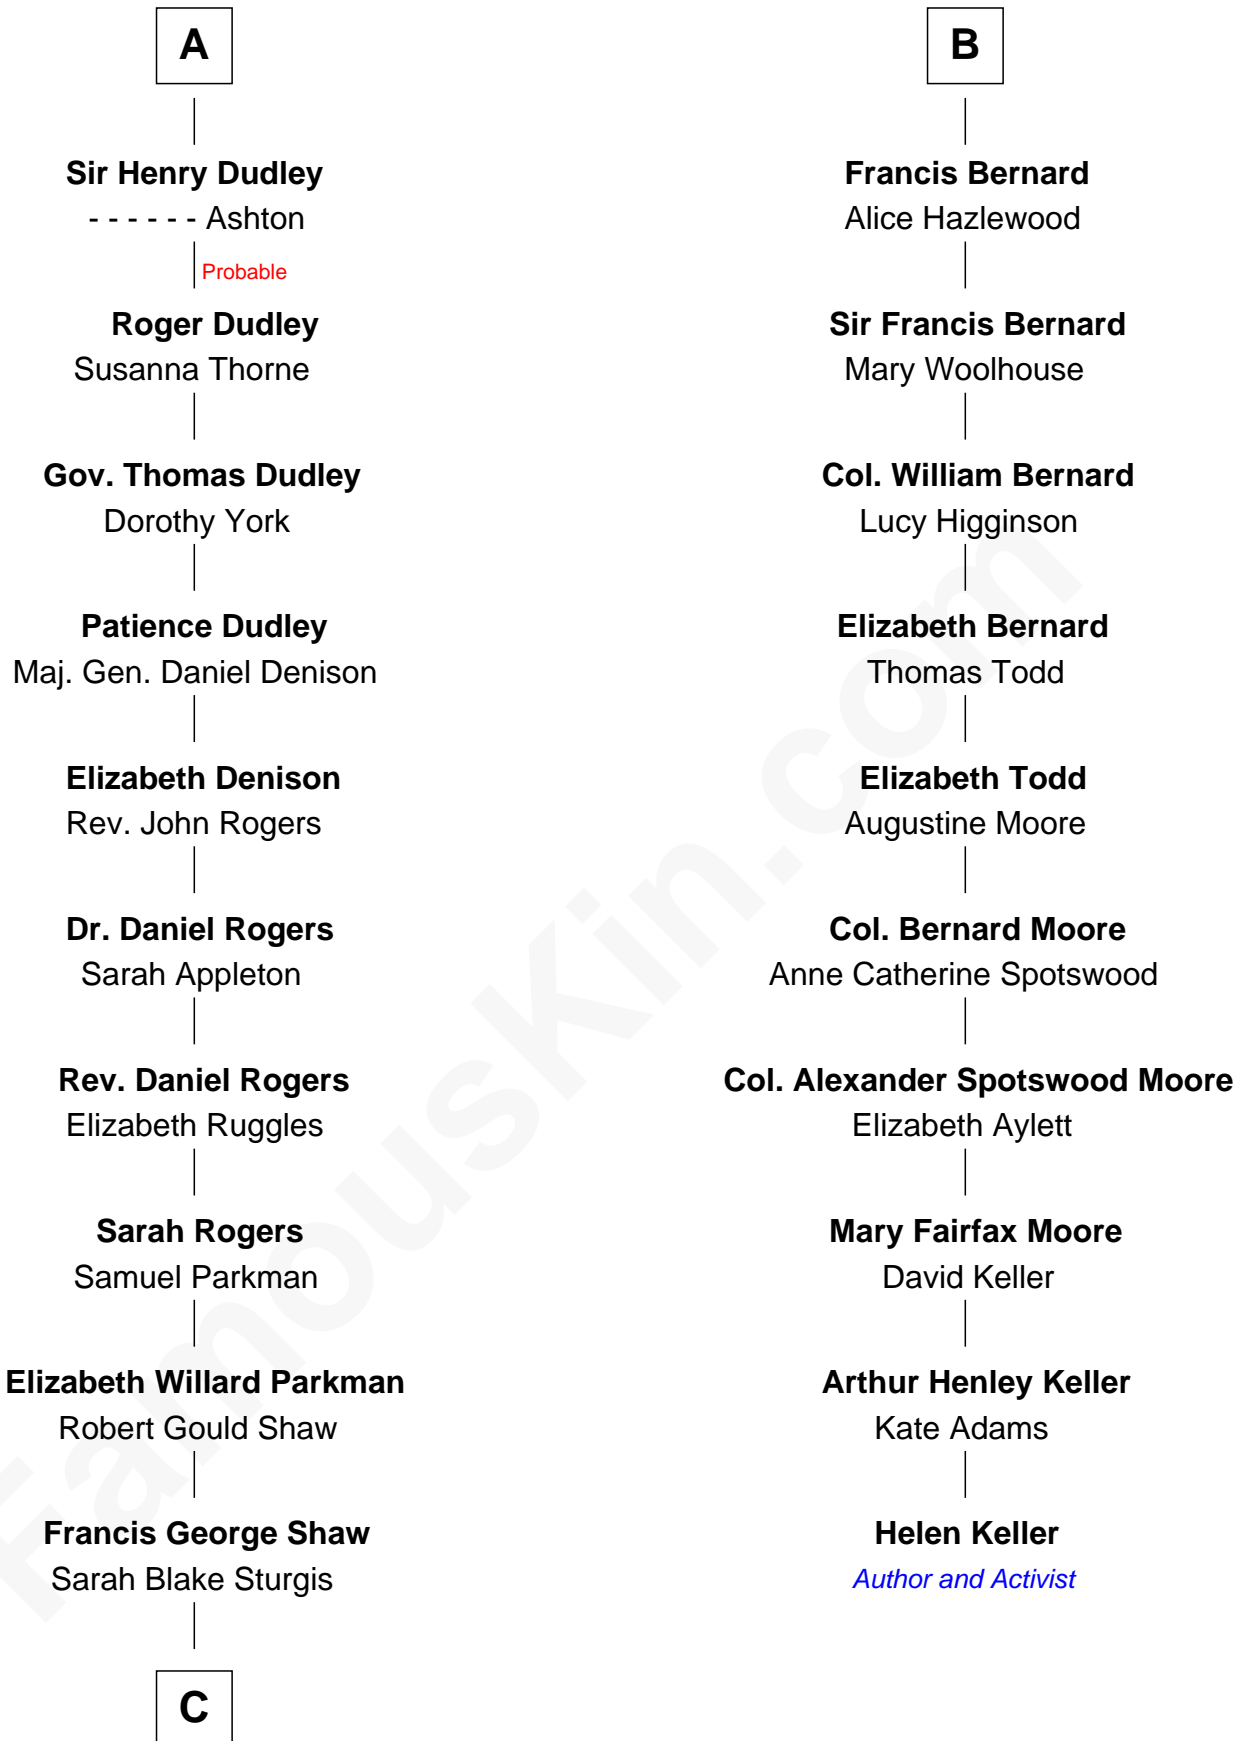 A
Sir Henry Dudley
- - - - - - Ashton
Probable
Roger Dudley
Susanna Thorne
Gov. Thomas Dudley
Dorothy York
Patience Dudley
Maj. Gen. Daniel Denison
Elizabeth Denison
Rev. John Rogers
Dr. Daniel Rogers
Sarah Appleton
Rev. Daniel Rogers
Elizabeth Ruggles
Sarah Rogers
Samuel Parkman
Elizabeth Willard Parkman
Robert Gould Shaw
Francis George Shaw
Sarah Blake Sturgis
C
B
Francis Bernard
Alice Hazlewood
Sir Francis Bernard
Mary Woolhouse
Col. William Bernard
Lucy Higginson
Elizabeth Bernard
Thomas Todd
Elizabeth Todd
Augustine Moore
Col. Bernard Moore
Anne Catherine Spotswood
Col. Alexander Spotswood Moore
Elizabeth Aylett
Mary Fairfax Moore
David Keller
Arthur Henley Keller
Kate Adams
Helen Keller
Author and Activist
FamousKin.com